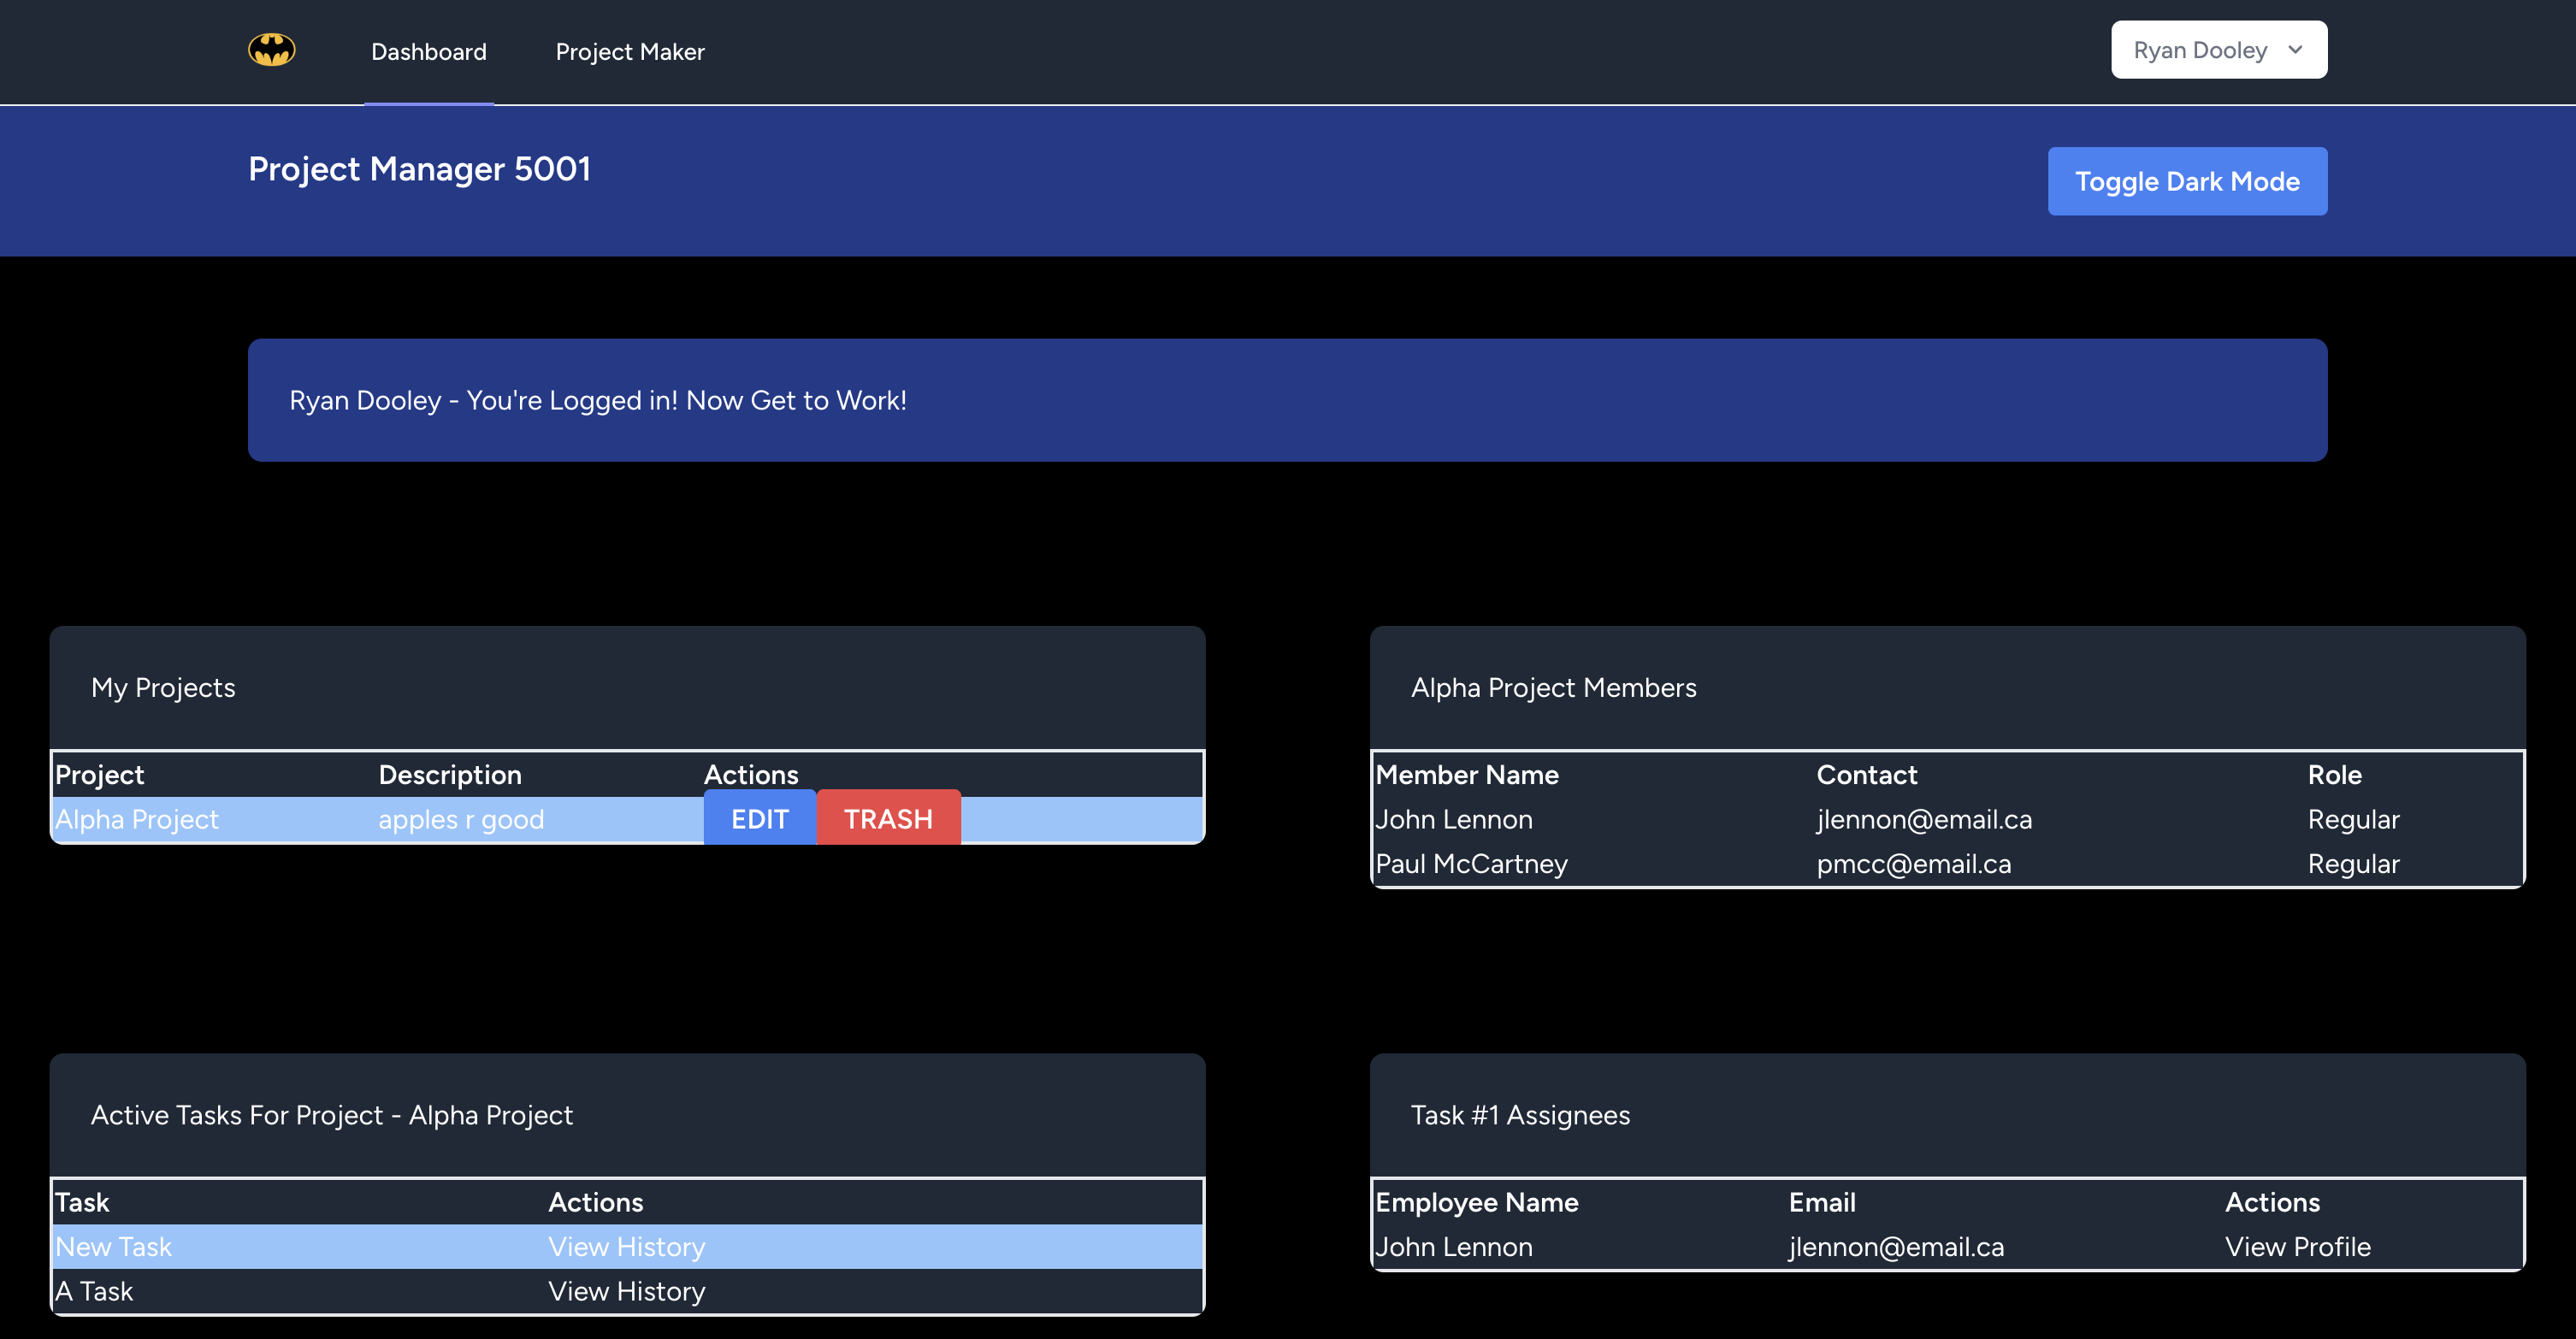 Dashboard Project Maker Ryan Dooley
Project Manager 5001 Toggle Dark Mode
Ryan Dooley - You're Logged in! Now Get to Work!
My Projects
Project Description Actions
Alpha Project apples r good EDIT TRASH
Alpha Project Members
Member Name Contact Role
John Lennon jlennon@email.ca Regular
Paul McCartney pmcc@email.ca Regular
Active Tasks For Project - Alpha Project
Task Actions
New Task View History
A Task View History
Task #1 Assignees
Employee Name Email Actions
John Lennon jlennon@email.ca View Profile